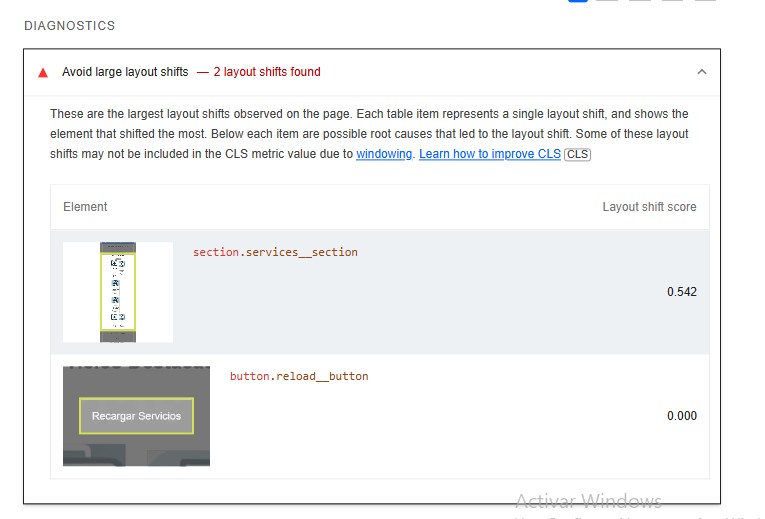 DIAGNOSTICS
Avoid large layout shifts — 2 layout shifts found
These are the largest layout shifts observed on the page. Each table item represents a single layout shift, and shows the
element that shifted the most. Below each item are possible root causes that led to the layout shift. Some of these layout
shifts may not be included in the CLS metric value due to windowing. Learn how to improve CLS CLS
Element Layout shift score
section.services__section
0.542
button.reload__button
Recargar Servicios
0.000
Activar Windows